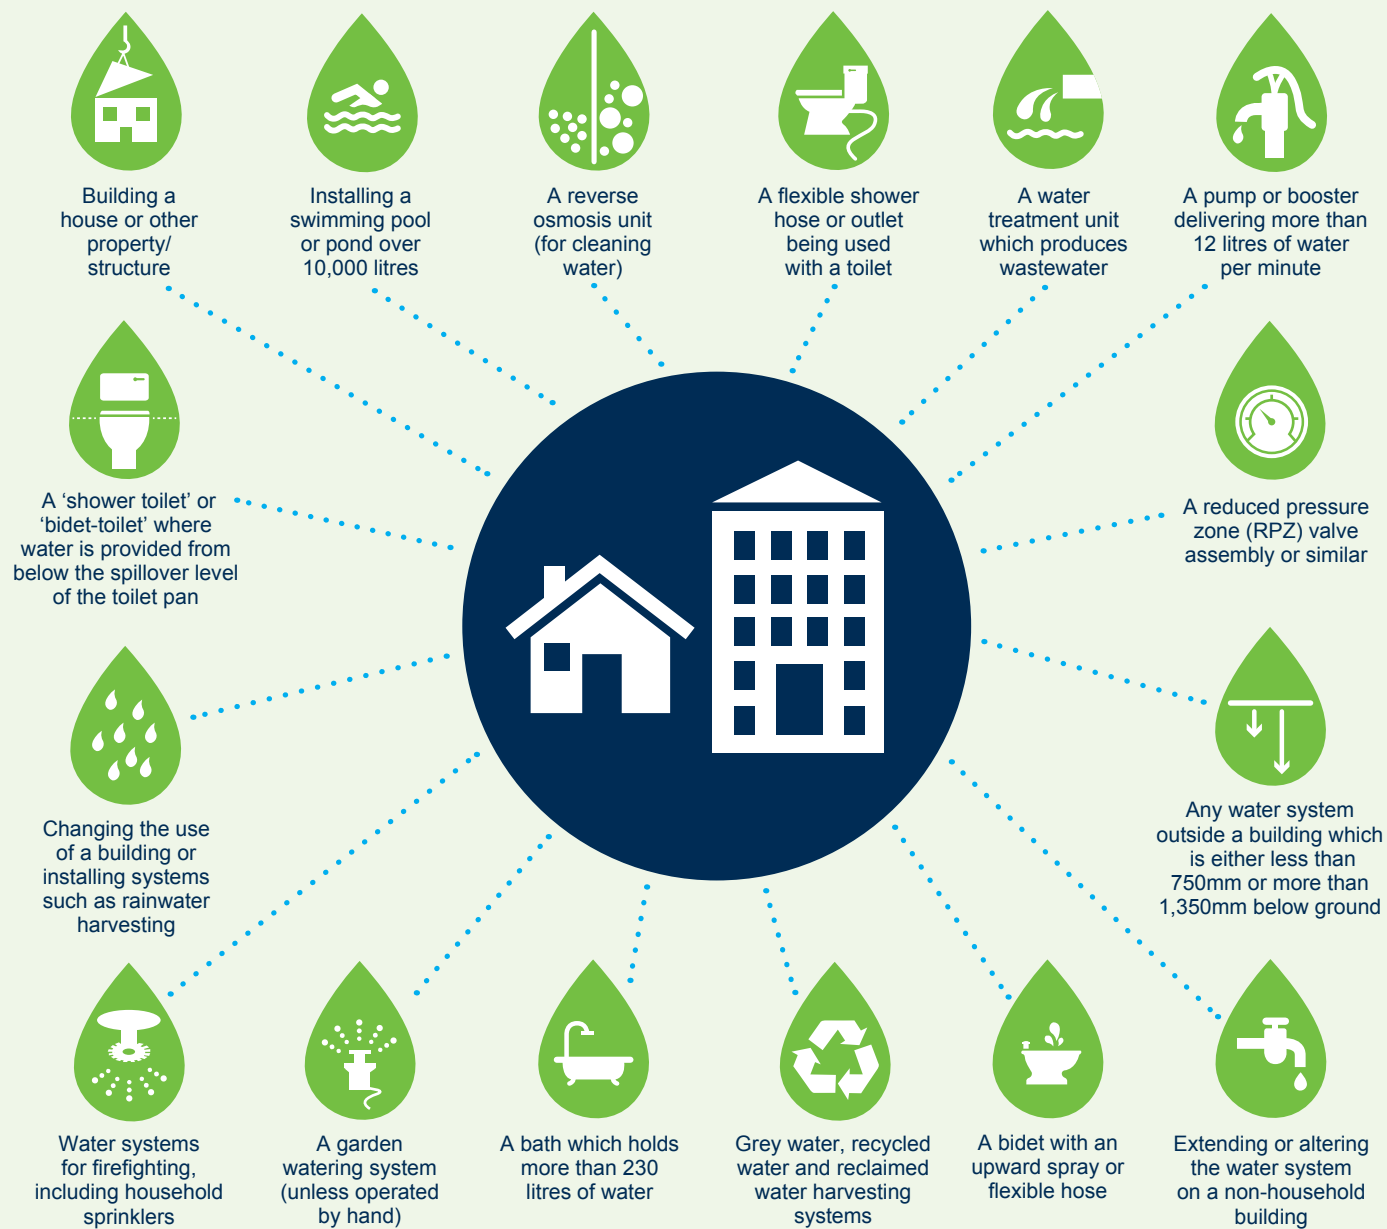 Building a
house or other
property/
structure
Installing a
swimming pool
or pond over
10,000 litres
A reverse
osmosis unit
(for cleaning
water)
A flexible shower
hose or outlet
being used
with a toilet
A water
treatment unit
which produces
wastewater
A pump or booster
delivering more than
12 litres of water
per minute
A ‘shower toilet’ or
‘bidet-toilet’ where
water is provided from
below the spillover level
of the toilet pan
A reduced pressure
zone (RPZ) valve
assembly or similar
Changing the use
of a building or
installing systems
such as rainwater
harvesting
Any water system
outside a building which
is either less than
750mm or more than
1,350mm below ground
Water systems
for firefighting,
including household
sprinklers
A garden
watering system
(unless operated
by hand)
A bath which holds
more than 230
litres of water
Grey water, recycled
water and reclaimed
water harvesting
systems
A bidet with an
upward spray or
flexible hose
Extending or altering
the water system
on a non-household
building